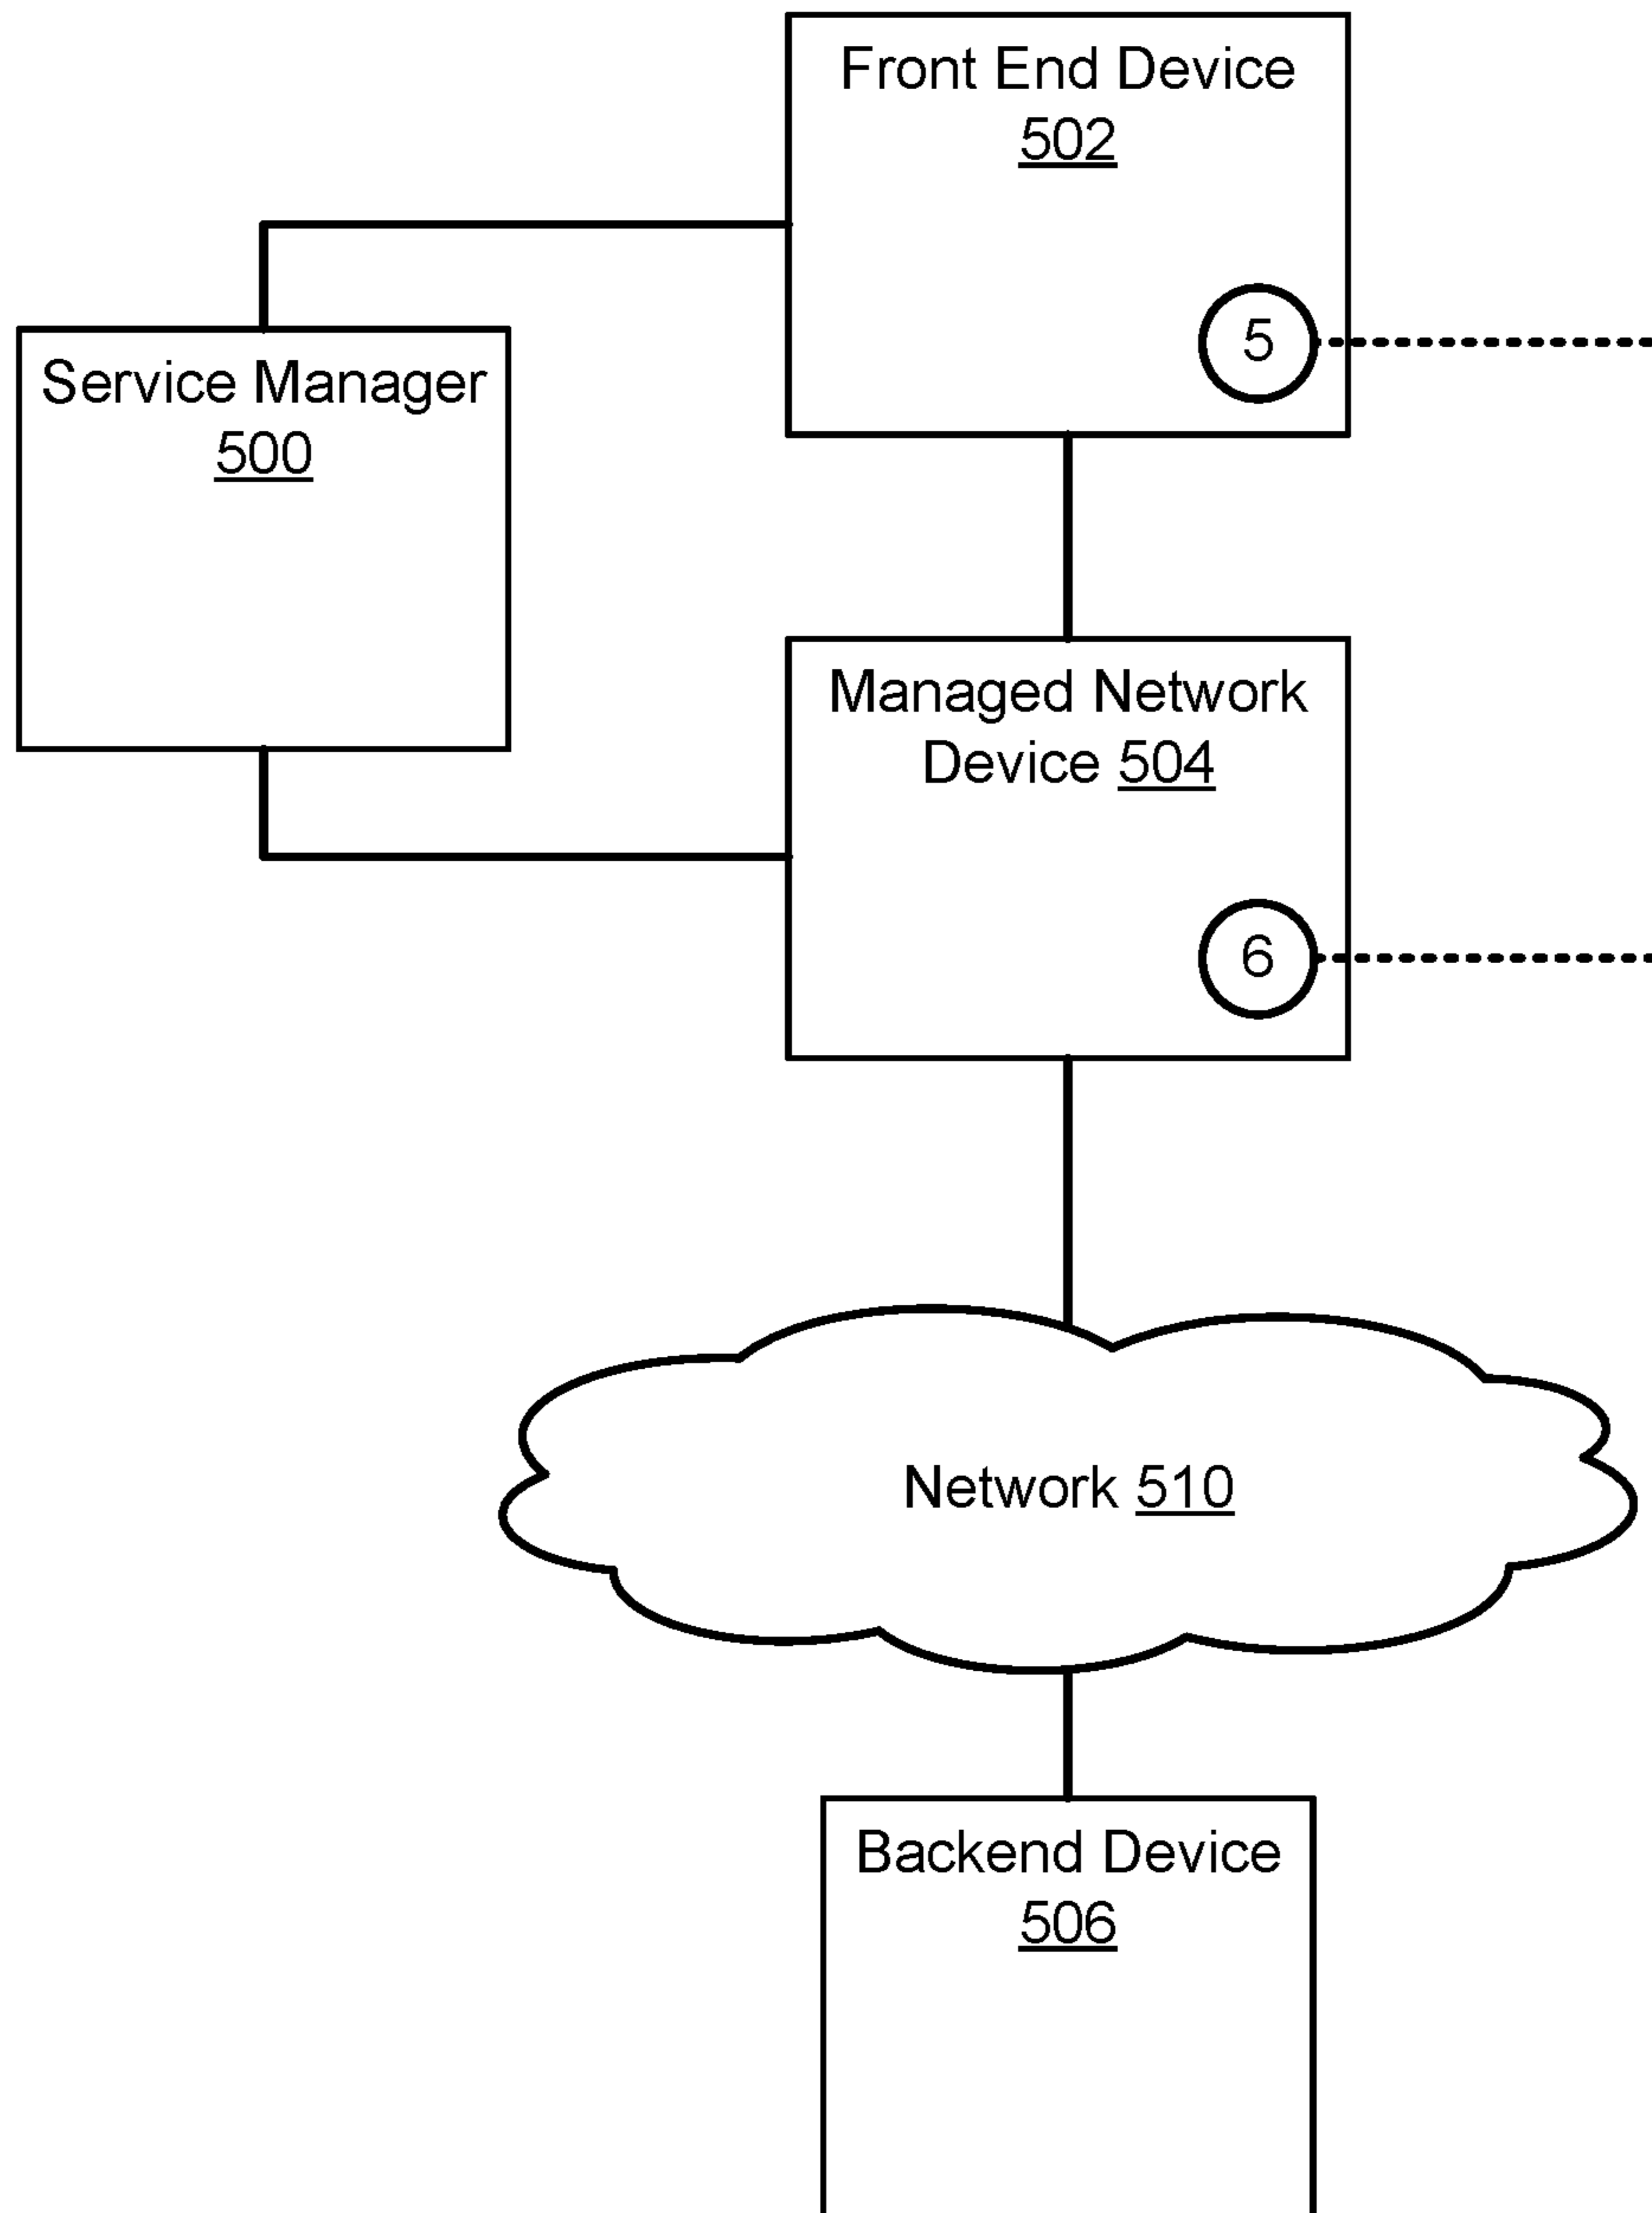 Front End Device
502
5
Service Manager
500
Managed Network
Device 504
6
Network 510
Backend Device
506